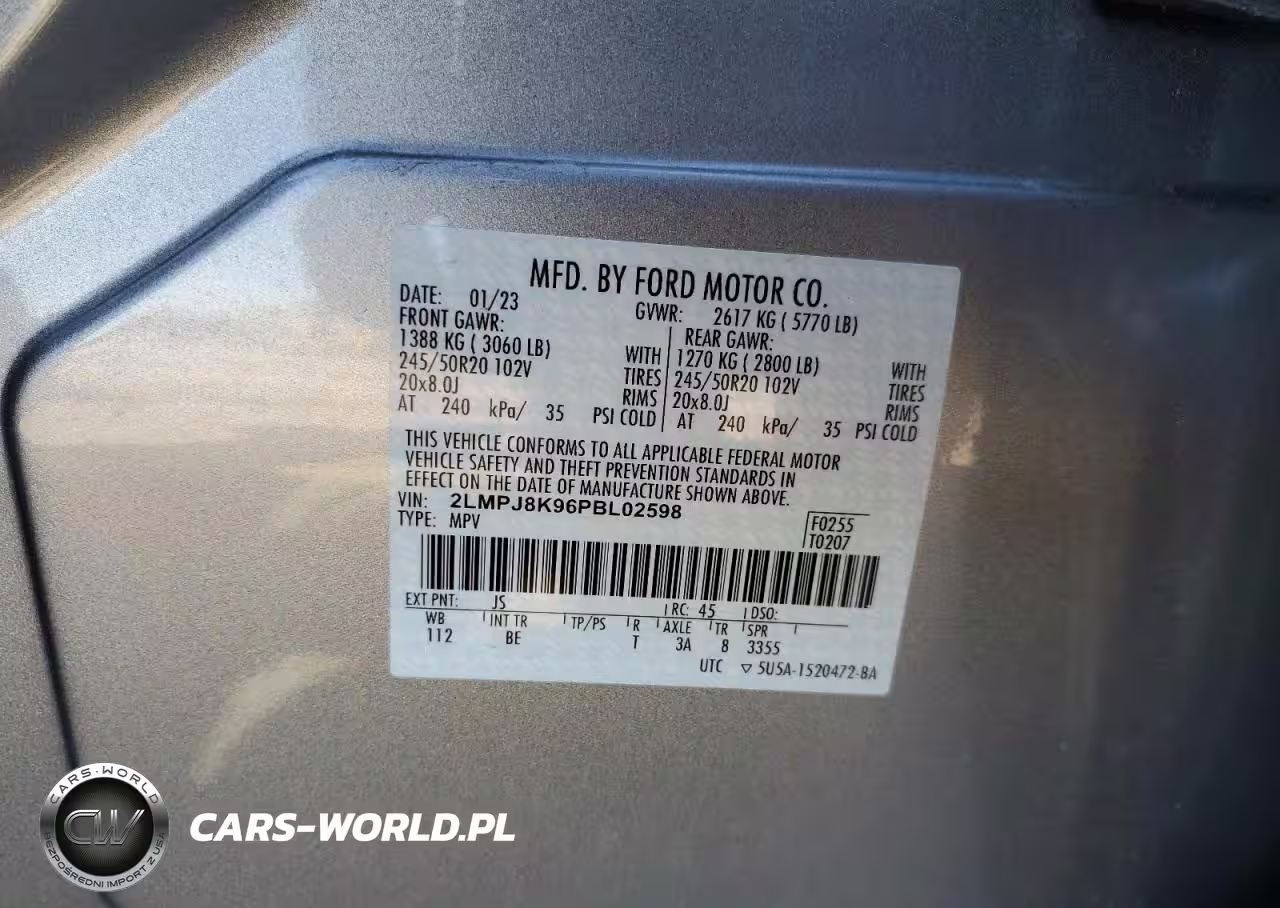 MFD. BY FORD MOTOR CO.
DATE: 01/23 GVWR: 2617 KG ( 5770 LB)
FRONT GAWR: REAR GAWR:
1388 KG ( 3060 LB) WITH 1270 KG ( 2800 LB) WITH
245/50R20 102V TIRES 245/50R20 102V TIRES
20x8.0J RIMS 20x8.0J RIMS
AT 240 kPa/ 35 PSI COLD AT 240 kPa/ 35 PSI COLD
THIS VEHICLE CONFORMS TO ALL APPLICABLE FEDERAL MOTOR
VEHICLE SAFETY AND THEFT PREVENTION STANDARDS IN
EFFECT ON THE DATE OF MANUFACTURE SHOWN ABOVE.
VIN: 2LMPJ8K96PBL02598
TYPE: MPV
F0255
T0207
EXT PNT: JS RC: 45 DSO:
WB INT TR TP/PS R AXLE TR SPR
112 BE T 3A 8 3355
UTC ▽ 5U5A-1520472-BA
CARS-WORLD
CW
BEZPOŚREDNI IMPORT Z USA
CARS-WORLD.PL